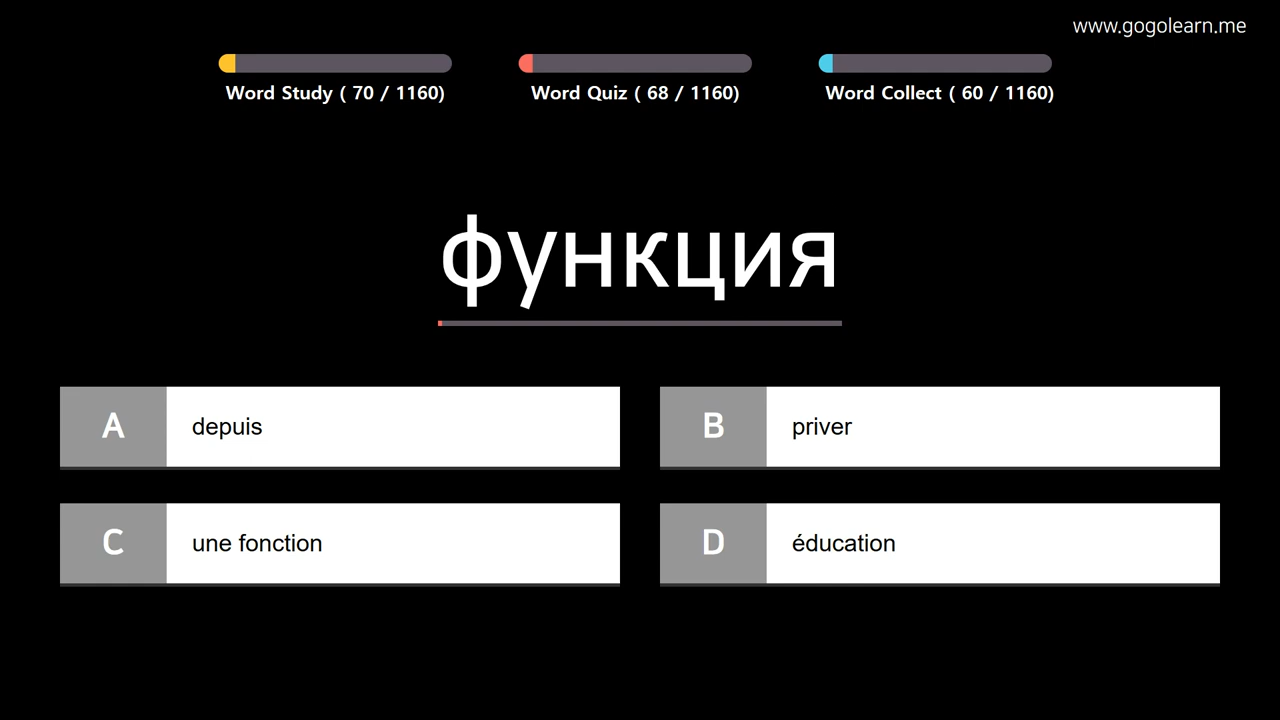 www.gogolearn.me
Word Study ( 70 / 1160)
Word Quiz ( 68 / 1160)
Word Collect ( 60 / 1160)
функция
A
depuis
B
priver
C
une fonction
D
éducation